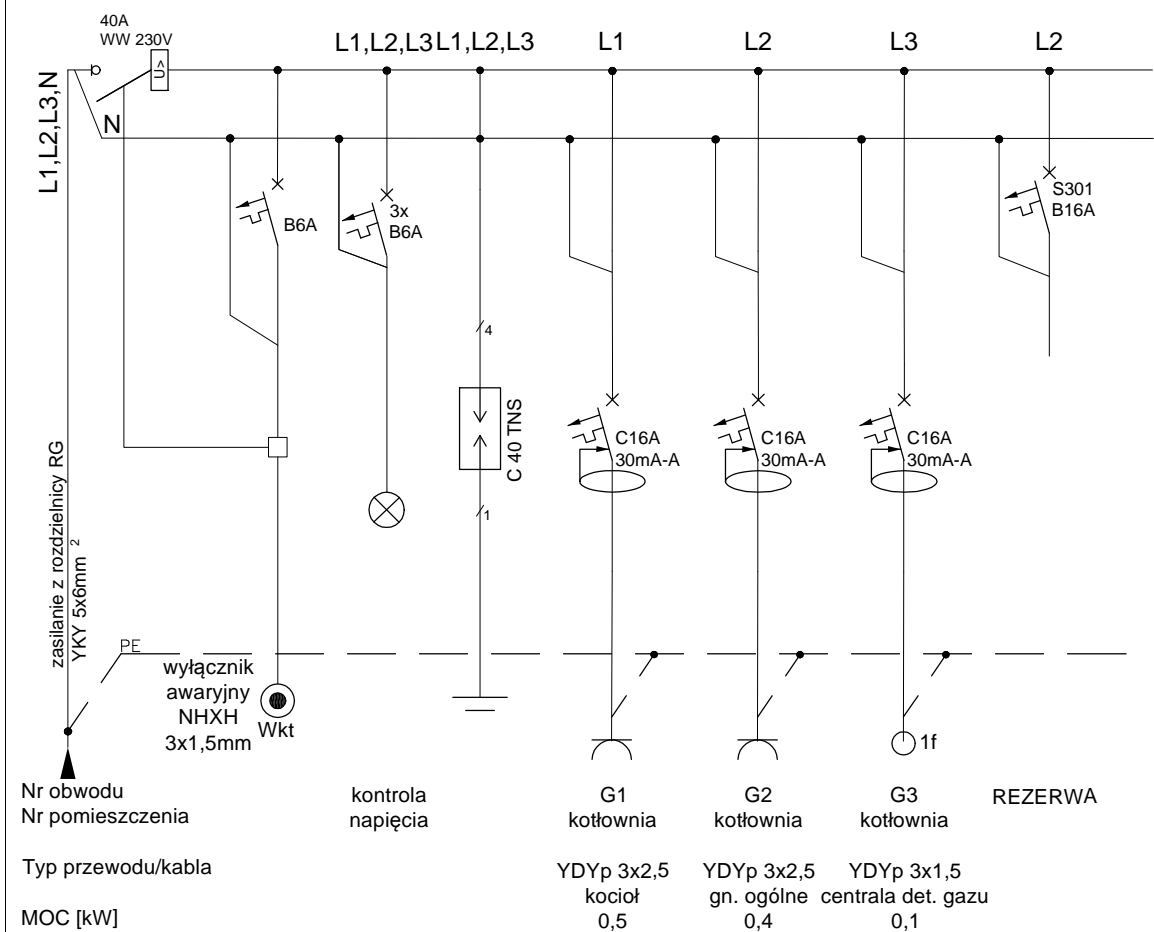 40A
WW 230V
U>
L1,L2,L3 L1,L2,L3 L1 L2 L3 L2
L1,L2,L3,N
N
B6A
3x
B6A
S301
B16A
4
C 40 TNS
1
C16A
30mA-A
C16A
30mA-A
C16A
30mA-A
zasilanie z rozdzielnicy RG
YKY 5x6mm 2
PE
wyłącznik
awaryjny
NHXH
3x1,5mm
Wkt
1f
Nr obwodu
Nr pomieszczenia
kontrola
napięcia
G1
kotłownia
G2
kotłownia
G3
kotłownia
REZERWA
Typ przewodu/kabla
YDYp 3x2,5
kocioł
YDYp 3x2,5
gn. ogólne
YDYp 3x1,5
centrala det. gazu
MOC [kW]
0,5
0,4
0,1